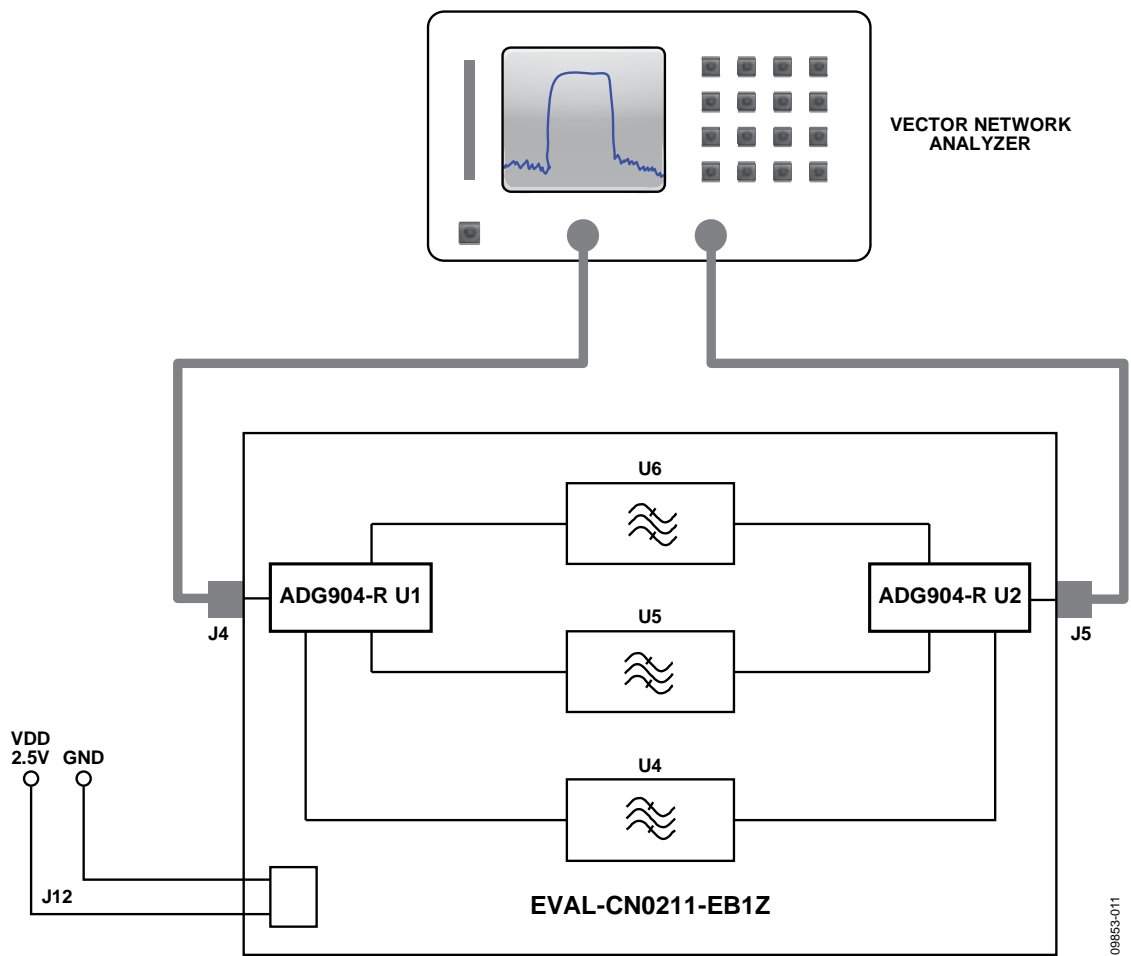 VECTOR NETWORK
ANALYZER
U6
ADG904-R U1
ADG904-R U2
J4
U5
J5
VDD
2.5V
GND
U4
J12
EVAL-CN0211-EB1Z
09853-011